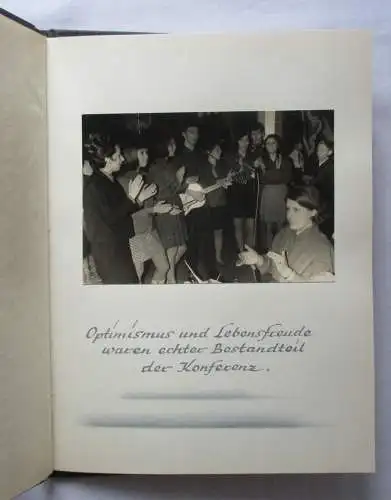 Optimismus und Lebensfreude
waren echter Bestandteil
der Konferenz.